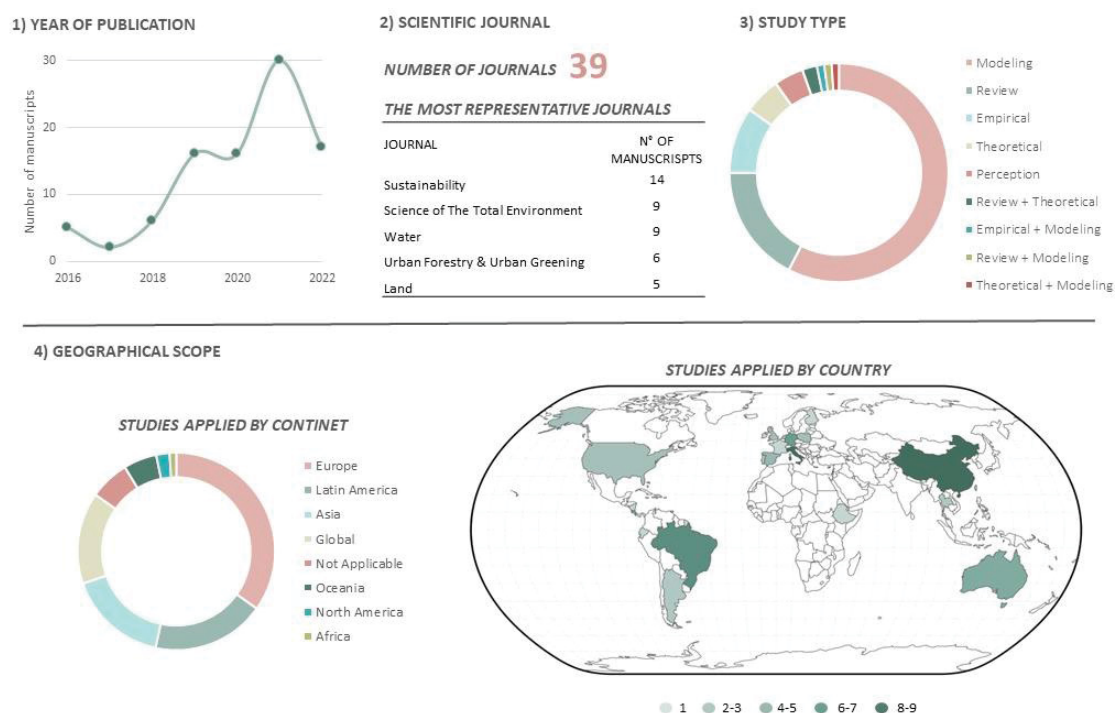 1) YEAR OF PUBLICATION
Number of manuscripts
30
20
10
0
2016
2018
2020
2022
2) SCIENTIFIC JOURNAL
NUMBER OF JOURNALS 39
THE MOST REPRESENTATIVE JOURNALS
JOURNAL
N° OF
MANUSCRISPTS
Sustainability 14
Science of The Total Environment 9
Water 9
Urban Forestry & Urban Greening 6
Land 5
3) STUDY TYPE
Modeling
Review
Empirical
Theoretical
Perception
Review + Theoretical
Empirical + Modeling
Review + Modeling
Theoretical + Modeling
4) GEOGRAPHICAL SCOPE
STUDIES APPLIED BY CONTINET
Europe
Latin America
Asia
Global
Not Applicable
Oceania
North America
Africa
STUDIES APPLIED BY COUNTRY
1 2-3 4-5 6-7 8-9